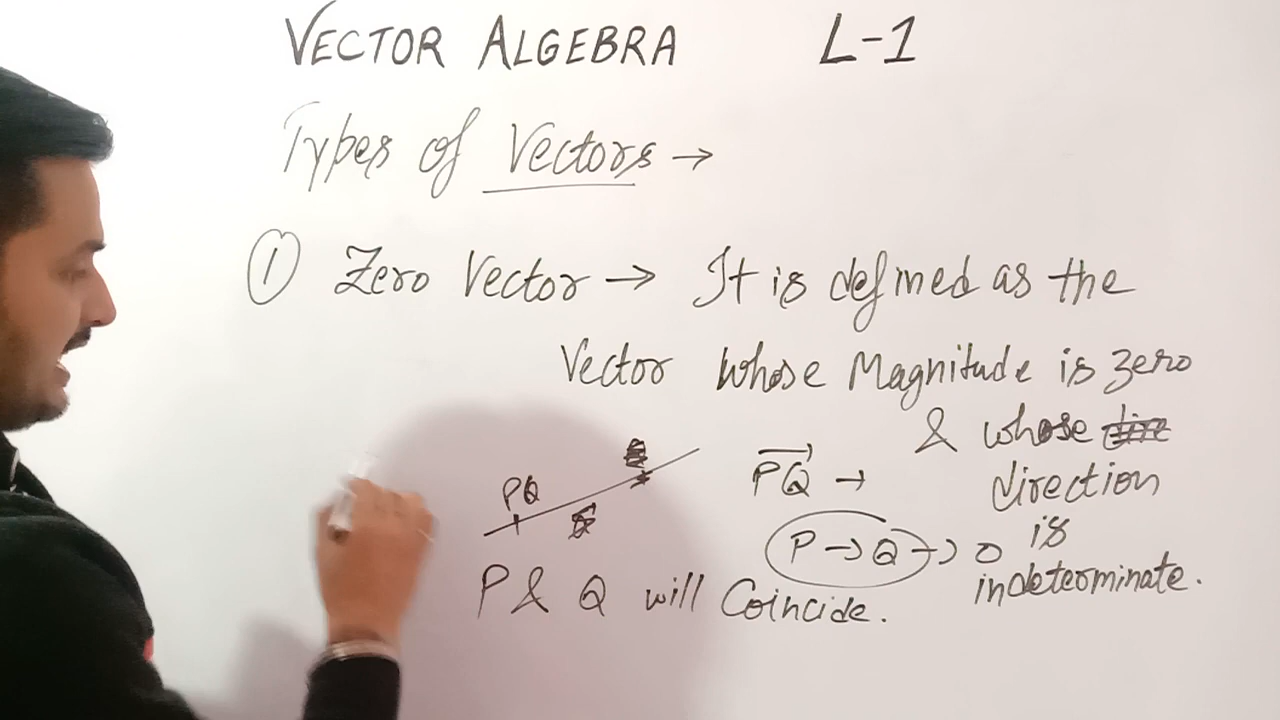 VECTOR ALGEBRA L-1
Types of Vectors →
① Zero Vector → It is defined as the
Vector whose Magnitude is zero
& whose
direction
is
indeterminate.
PQ
PQ →
P → Q → 0
P & Q will Coincide.